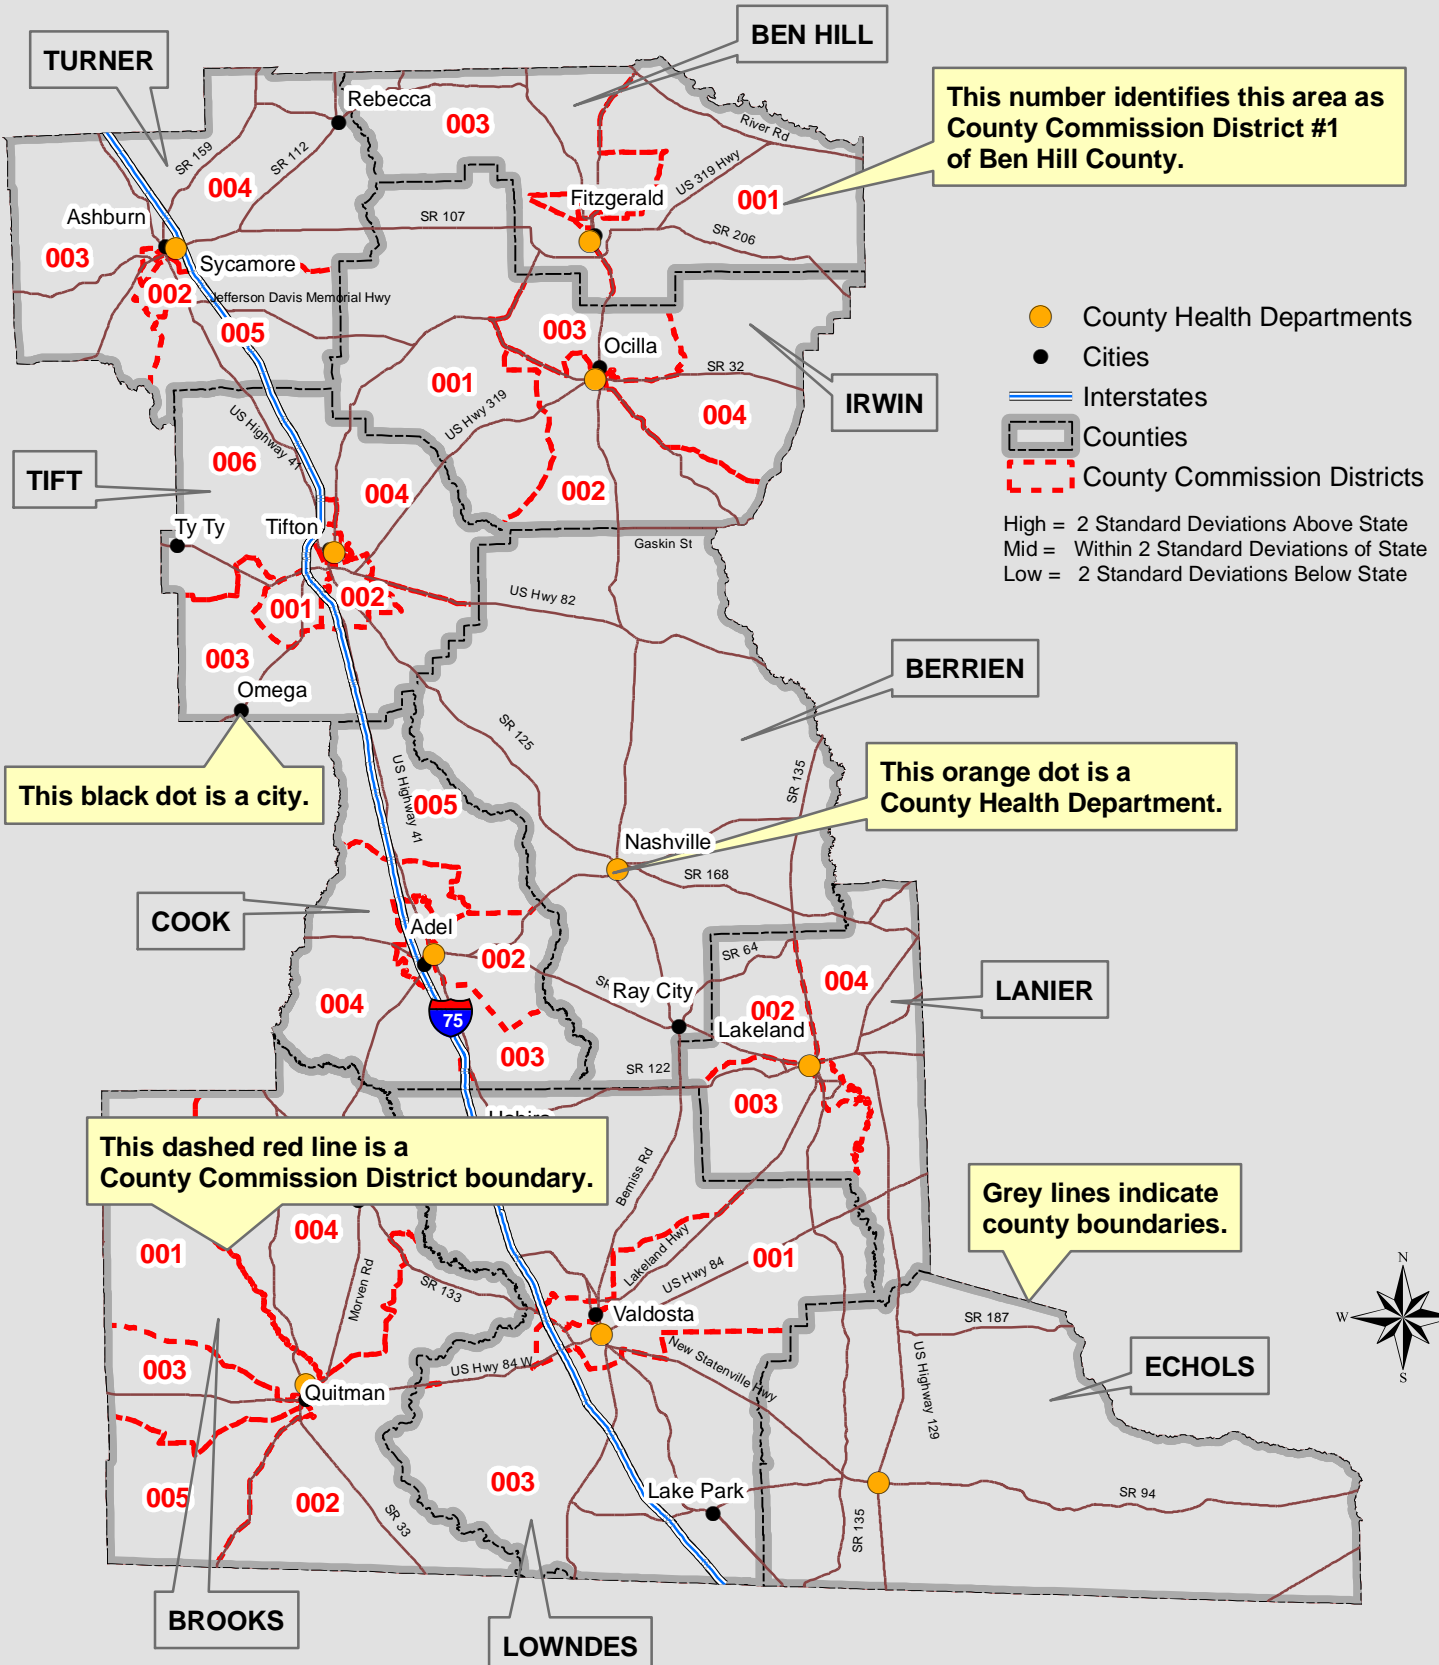 BEN HILL
TURNER
Rebecca
003
This number identifies this area as
County Commission District #1
of Ben Hill County.
River Rd
SR 159
SR 112
US 319 Hwy
004
Fitzgerald
001
Ashburn
SR 107
SR 206
003
Sycamore
002
Jefferson Davis Memorial Hwy
005
003
Ocilla
County Health Departments
Cities
Interstates
Counties
County Commission Districts
High = 2 Standard Deviations Above State
Mid = Within 2 Standard Deviations of State
Low = 2 Standard Deviations Below State
001
SR 32
IRWIN
004
US Hwy 319
US Highway 41
006
TIFT
004
002
Ty Ty
Tifton
Gaskin St
001
002
US Hwy 82
003
Omega
BERRIEN
SR 125
This black dot is a city.
US Highway 41
005
SR 135
This orange dot is a
County Health Department.
Nashville
SR 168
COOK
Adel
002
SR 64
004
SR
Ray City
LANIER
004
002
Lakeland
75
003
SR 122
003
This dashed red line is a
County Commission District boundary.
Bemiss Rd
Grey lines indicate
county boundaries.
001
004
Lakeland Hwy
US Hwy 84
001
Morven Rd
SR 133
Valdosta
SR 187
N
W
S
003
US Hwy 84 W
New Statenville Hwy
US Highway 129
ECHOLS
Quitman
003
Lake Park
005
002
SR 33
SR 135
SR 94
BROOKS
LOWNDES